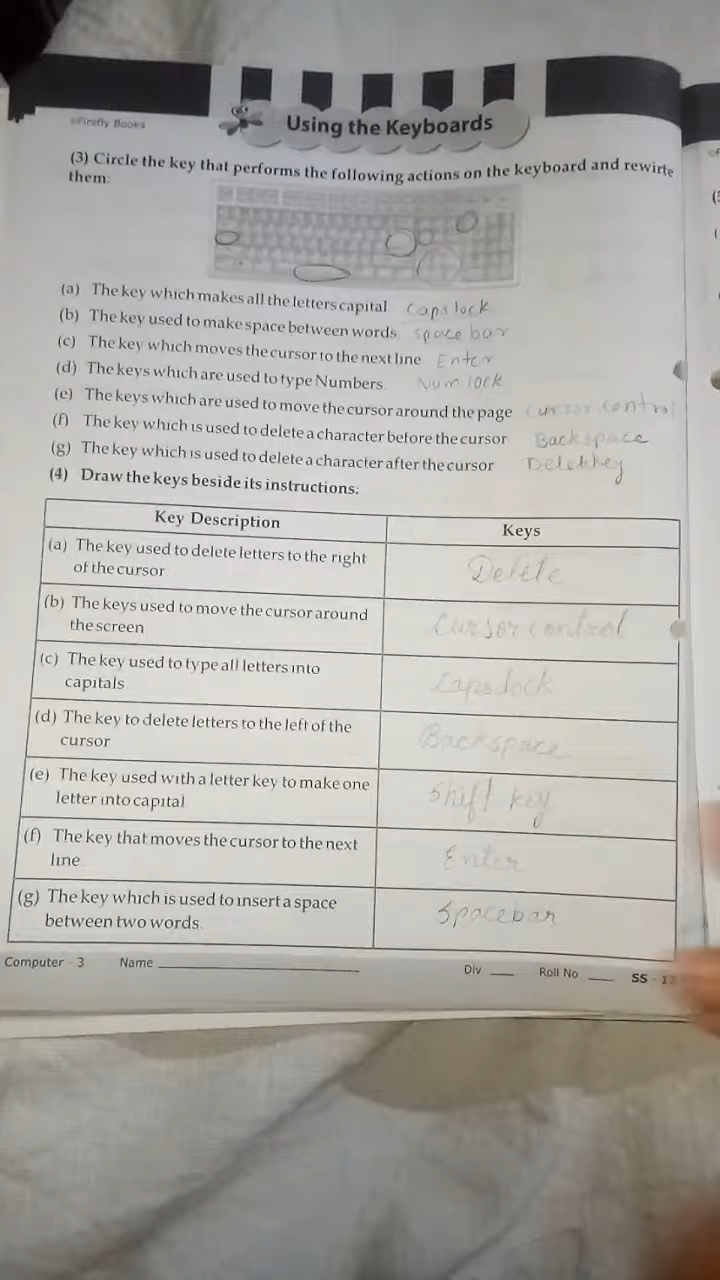 ©Firefly Books
Using the Keyboards
(3) Circle the key that performs the following actions on the keyboard and rewirte
them:
(a) The key which makes all the letters capital Caps lock
(b) The key used to make space between words. space bar
(c) The key which moves the cursor to the next line Enter
(d) The keys which are used to type Numbers Num lock
(e) The keys which are used to move the cursor around the page cursor control
(f) The key which is used to delete a character before the cursor Backspace
(g) The key which is used to delete a character after the cursor
(4) Draw the keys beside its instructions:
Key Description Keys
(a) The key used to delete letters to the right Delete
of the cursor
(b) The keys used to move the cursor around Cursor control
the screen
(c) The key used to type all letters into Caps lock
capitals
(d) The key to delete letters to the left of the Backspace
cursor
(e) The key used with a letter key to make one Shift key
letter into capital
(f) The key that moves the cursor to the next Enter
line
(g) The key which is used to insert a space Spacebar
between two words
Computer - 3 Name Div Roll No SS -